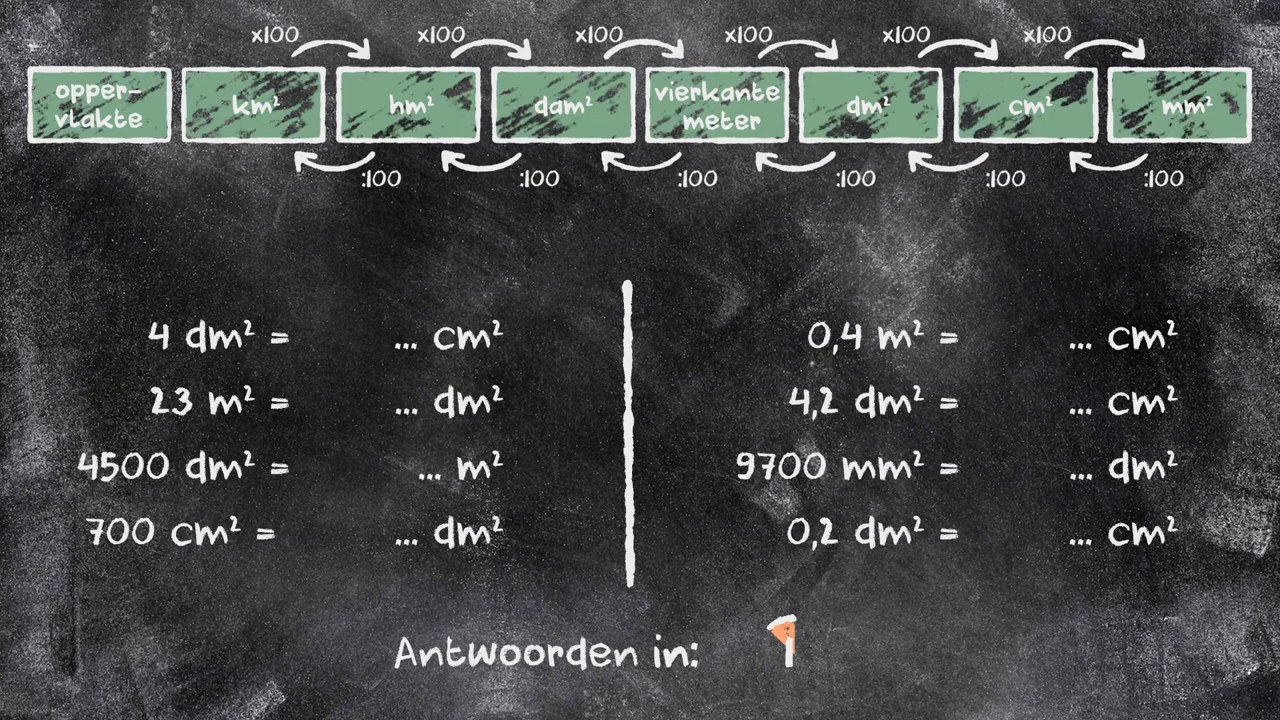 x100 x100 x100 x100 x100 x100
opper-
vlakte
km²
hm²
dam²
vierkante
meter
dm²
cm²
mm²
:100 :100 :100 :100 :100 :100
4 dm² = ... cm²
23 m² = ... dm²
4500 dm² = ... m²
700 cm² = ... dm²
0,4 m² = ... cm²
4,2 dm² = ... cm²
9700 mm² = ... dm²
0,2 dm² = ... cm²
Antwoorden in: 1